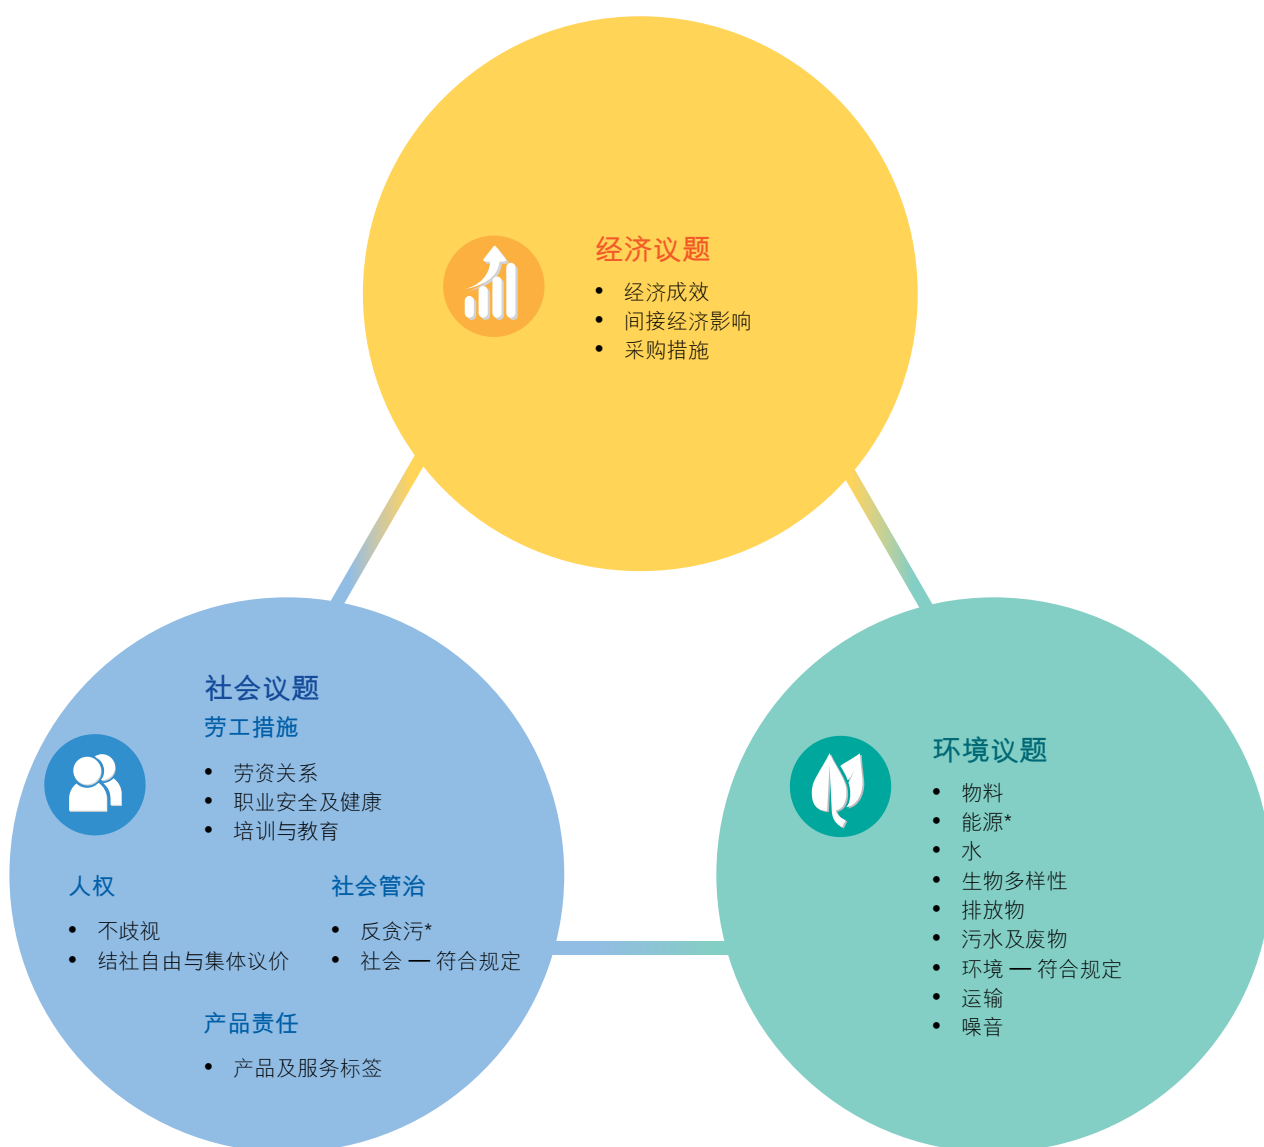 经济议题
• 经济成效
• 间接经济影响
• 采购措施
社会议题
劳工措施
• 劳资关系
• 职业安全及健康
• 培训与教育
人权
• 不歧视
• 结社自由与集体议价
社会管治
• 反贪污*
• 社会 — 符合规定
产品责任
• 产品及服务标签
环境议题
• 物料
• 能源*
• 水
• 生物多样性
• 排放物
• 污水及废物
• 环境 — 符合规定
• 运输
• 噪音